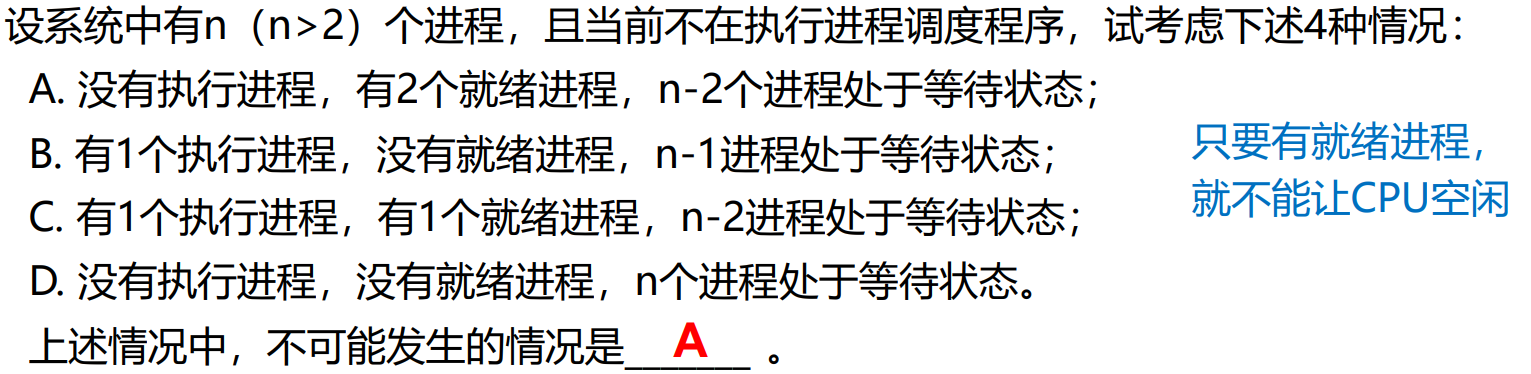 设系统中有n（n>2）个进程，且当前不在执行进程调度程序，试考虑下述4种情况：
A. 没有执行进程，有2个就绪进程，n-2个进程处于等待状态；
B. 有1个执行进程，没有就绪进程，n-1进程处于等待状态；
C. 有1个执行进程，有1个就绪进程，n-2进程处于等待状态；
D. 没有执行进程，没有就绪进程，n个进程处于等待状态。
上述情况中，不可能发生的情况是___A___ 。
只要有就绪进程，
就不能让CPU空闲